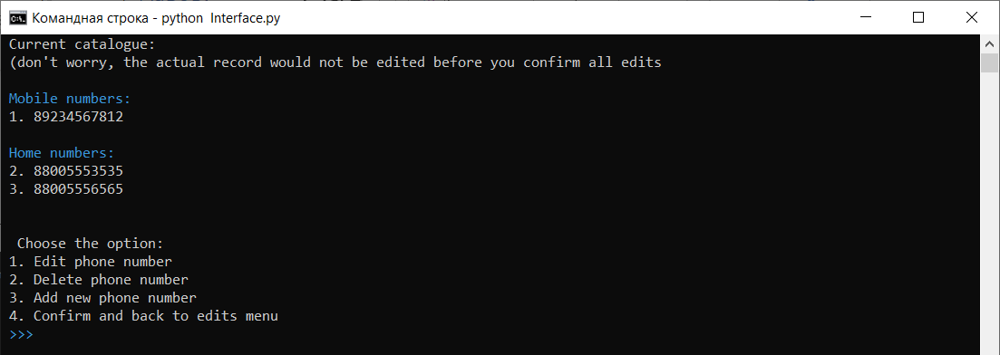 Командная строка - python  Interface.py
Current catalogue:
(don't worry, the actual record would not be edited before you confirm all edits
Mobile numbers:
1. 89234567812
Home numbers:
2. 88005553535
3. 88005556565
Choose the option:
1. Edit phone number
2. Delete phone number
3. Add new phone number
4. Confirm and back to edits menu
>>>